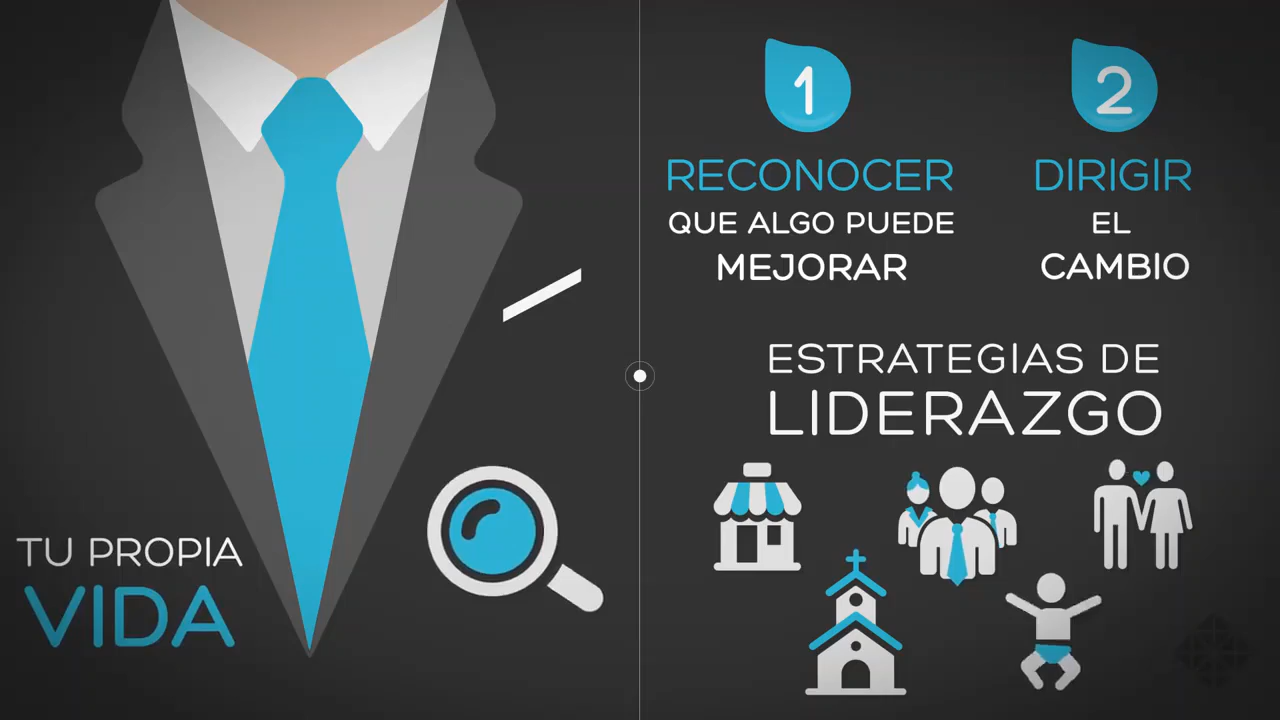 TU PROPIA
VIDA
1
RECONOCER
QUE ALGO PUEDE
MEJORAR
2
DIRIGIR
EL
CAMBIO
ESTRATEGIAS DE
LIDERAZGO